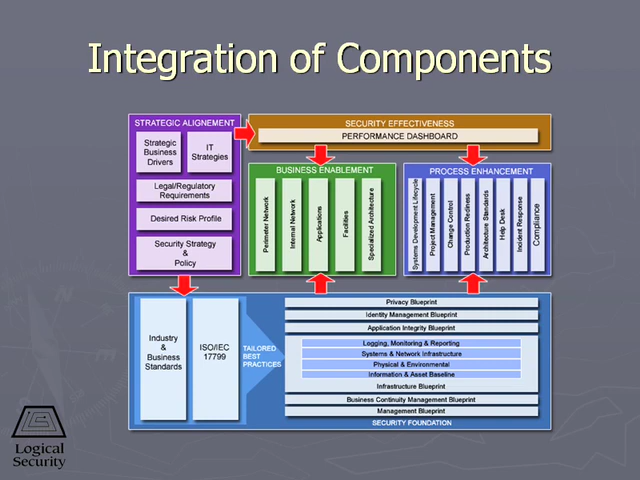 Integration of Components
STRATEGIC ALIGNEMENT
Strategic
Business
Drivers
IT
Strategies
Legal/Regulatory
Requirements
Desired Risk Profile
Security Strategy
&
Policy
SECURITY EFFECTIVENESS
PERFORMANCE DASHBOARD
BUSINESS ENABLEMENT
Perimeter Network
Internal Network
Applications
Facilities
Specialized Architecture
PROCESS ENHANCEMENT
Systems Development Lifecycle
Project Management
Change Control
Production Rediness
Architecture Standards
Help Desk
Incident Response
Compliance
Industry
&
Business
Standards
ISO/IEC
17799
TAILORED
BEST
PRACTICES
Privacy Blueprint
Identity Management Blueprint
Application Integrity Blueprint
Logging, Monitoring & Reporting
Systems & Network Infrastructure
Physical & Environmental
Information & Asset Baseline
Infrastructure Blueprint
Business Continuity Management Blueprint
Management Blueprint
SECURITY FOUNDATION
Logical
Security